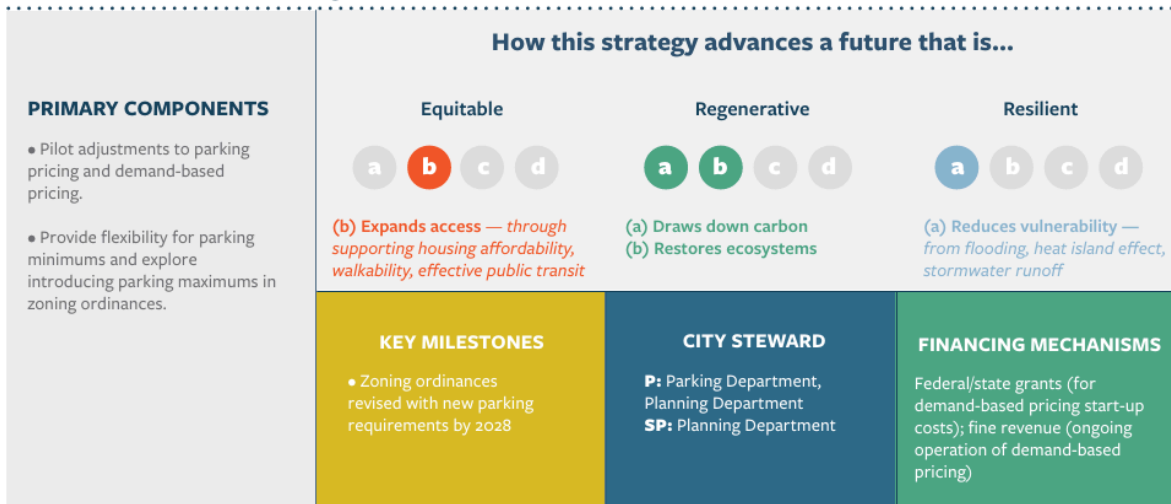 How this strategy advances a future that is...
PRIMARY COMPONENTS
• Pilot adjustments to parking
pricing and demand-based
pricing.
• Provide flexibility for parking
minimums and explore
introducing parking maximums in
zoning ordinances.
Equitable
a b c d
(b) Expands access — through
supporting housing affordability,
walkability, effective public transit
Regenerative
a b c d
(a) Draws down carbon
(b) Restores ecosystems
Resilient
a b c d
(a) Reduces vulnerability —
from flooding, heat island effect,
stormwater runoff
KEY MILESTONES
• Zoning ordinances
revised with new parking
requirements by 2028
CITY STEWARD
P: Parking Department,
Planning Department
SP: Planning Department
FINANCING MECHANISMS
Federal/state grants (for
demand-based pricing start-up
costs); fine revenue (ongoing
operation of demand-based
pricing)